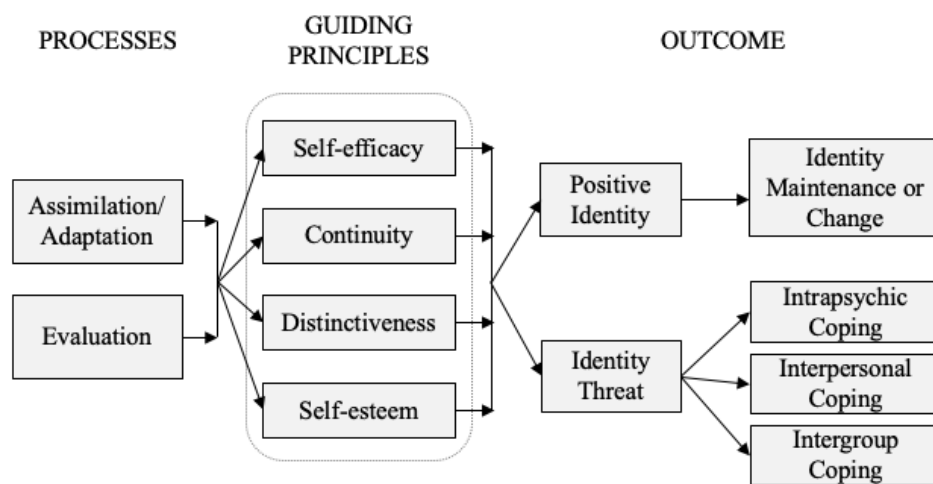 PROCESSES
GUIDING
PRINCIPLES
OUTCOME
Assimilation/
Adaptation
Evaluation
Self-efficacy
Continuity
Distinctiveness
Self-esteem
Positive
Identity
Identity
Threat
Identity
Maintenance or
Change
Intrapsychic
Coping
Interpersonal
Coping
Intergroup
Coping